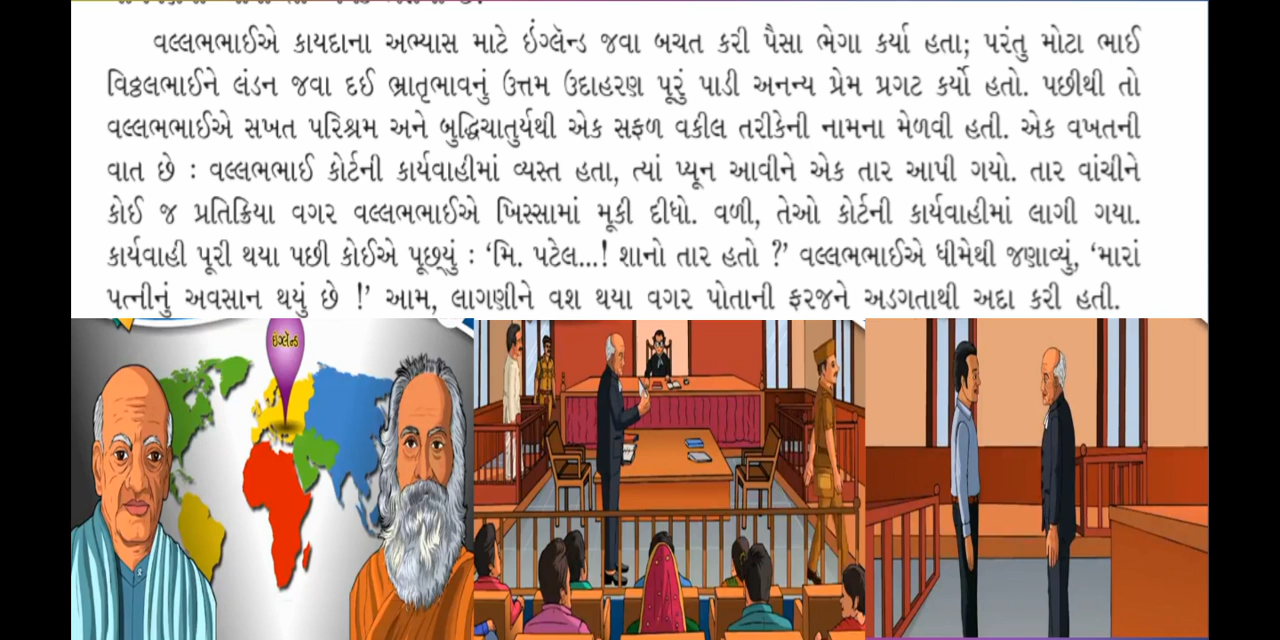 વલ્લભભાઈએ કાયદાના અભ્યાસ માટે ઇંગ્લૅન્ડ જવા બચત કરી પૈસા ભેગા કર્યા હતા; પરંતુ મોટા ભાઈ
વિઠ્ઠલભાઈને લંડન જવા દઈ ભ્રાતૃભાવનું ઉત્તમ ઉદાહરણ પૂરું પાડી અનન્ય પ્રેમ પ્રગટ કર્યો હતો. પછીથી તો
વલ્લભભાઈએ સખત પરિશ્રમ અને બુદ્ધિચાતુર્યથી એક સફળ વકીલ તરીકેની નામના મેળવી હતી. એક વખતની
વાત છે : વલ્લભભાઈ કોર્ટની કાર્યવાહીમાં વ્યસ્ત હતા, ત્યાં પ્યૂન આવીને એક તાર આપી ગયો. તાર વાંચીને
કોઈ જ પ્રતિક્રિયા વગર વલ્લભભાઈએ ખિસ્સામાં મૂકી દીધો. વળી, તેઓ કોર્ટની કાર્યવાહીમાં લાગી ગયા.
કાર્યવાહી પૂરી થયા પછી કોઈએ પૂછ્યું : ‘મિ. પટેલ...! શાનો તાર હતો ?’ વલ્લભભાઈએ ધીમેથી જણાવ્યું, ‘મારાં
પત્નીનું અવસાન થયું છે !’ આમ, લાગણીને વશ થયા વગર પોતાની ફરજને અડગતાથી અદા કરી હતી.
ઇંગ્લેન્ડ